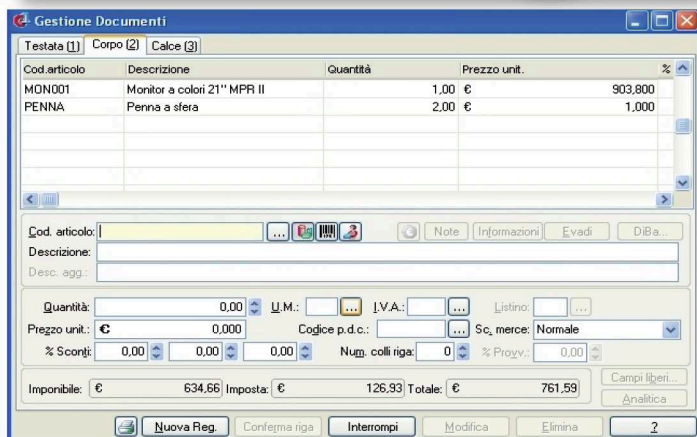 Gestione Documenti
Testata (1) Corpo (2) Calce (3)
Cod.articolo Descrizione Quantità Prezzo unit. %
MON001 Monitor a colori 21" MPR II 1,00 € 903,800
PENNA Penna a sfera 2,00 € 1,000
Cod. articolo: ... Note Informazioni Evadi DiBa...
Descrizione:
Desc. agg.:
Quantità: 0,00 U.M.: ... I.V.A.: ... Listino: ...
Prezzo unit.: € 0,000 Codice p.d.c.: ... Sc. merce: Normale
% Sconti: 0,00 0,00 0,00 Num. colli riga: 0 % Provv.: 0,00
Imponibile: € 634,66 Imposta: € 126,93 Totale: € 761,59 Campi liberi...
Analitica
Nuova Reg. Conferma riga Interrompi Modifica Elimina ?